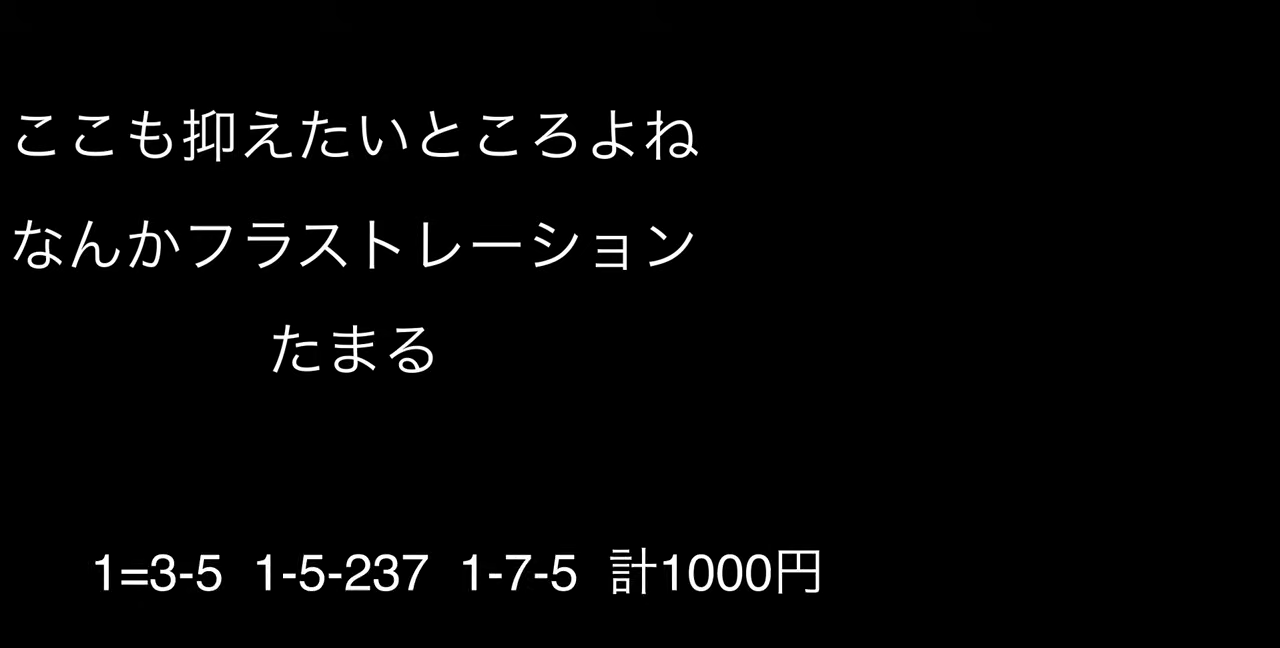 ここも抑えたいところよね
なんかフラストレーション
たまる
1=3-5 1-5-237 1-7-5 計1000円